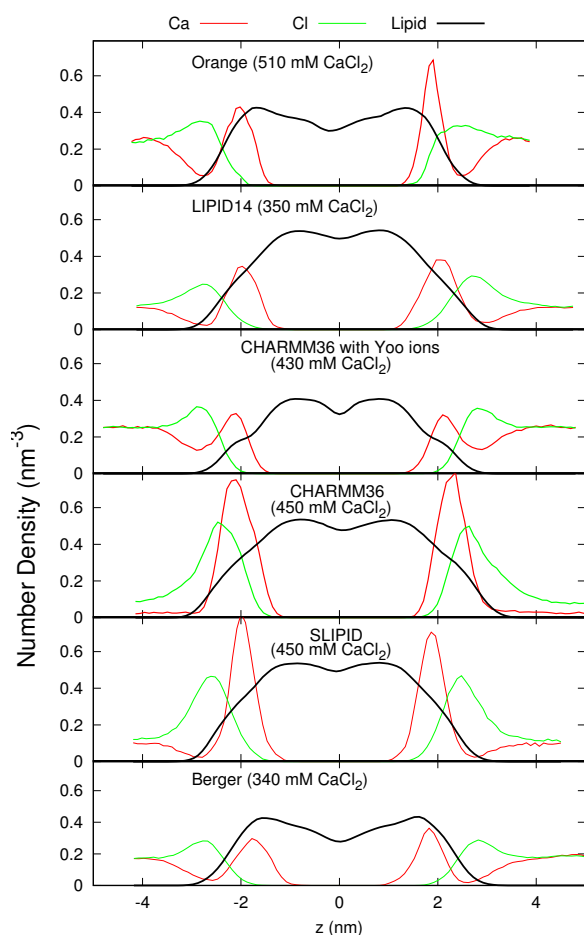 Ca Cl Lipid
Number Density (nm⁻³)
0.6
0.4
0.2
0
Orange (510 mM CaCl₂)
0.6
0.4
0.2
0
LIPID14 (350 mM CaCl₂)
0.6
0.4
0.2
0
CHARMM36 with Yoo ions
(430 mM CaCl₂)
0.6
0.4
0.2
0
CHARMM36
(450 mM CaCl₂)
0.6
0.4
0.2
0
SLIPID
(450 mM CaCl₂)
0.6
0.4
0.2
0
Berger (340 mM CaCl₂)
-4 -2 0 2 4
z (nm)